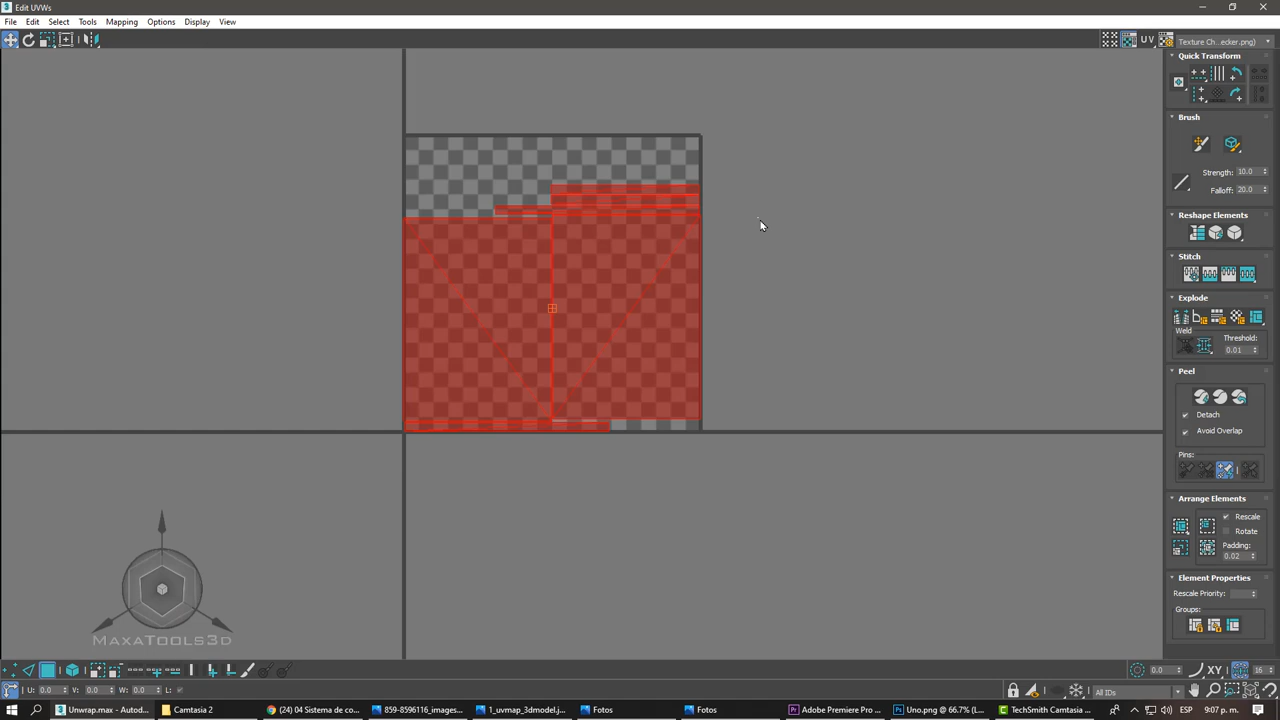 Edit UVWs
File Edit Select Tools Mapping Options Display View
UV
Texture Ch...ecker.png)
Quick Transform
Brush
Strength: 10.0
Falloff: 20.0
Reshape Elements
Stitch
Explode
Weld
Threshold:
0.01
Peel
Detach
Avoid Overlap
Pins:
Arrange Elements
Rescale
Rotate
Padding:
0.02
Element Properties
Rescale Priority:
Groups:
MAXATOOLS3D
0.0 XY 16
U: 0.0 V: 0.0 W: 0.0 L:
All IDs
Unwrap.max - Autod...
Camtasia 2
(24) 04 Sistema de co...
859-8596116_images...
1_uvmap_3dmodel.j...
Fotos
Fotos
Adobe Premiere Pro ...
Uno.png @ 66.7% (L...
TechSmith Camtasia ...
ESP
9:07 p. m.